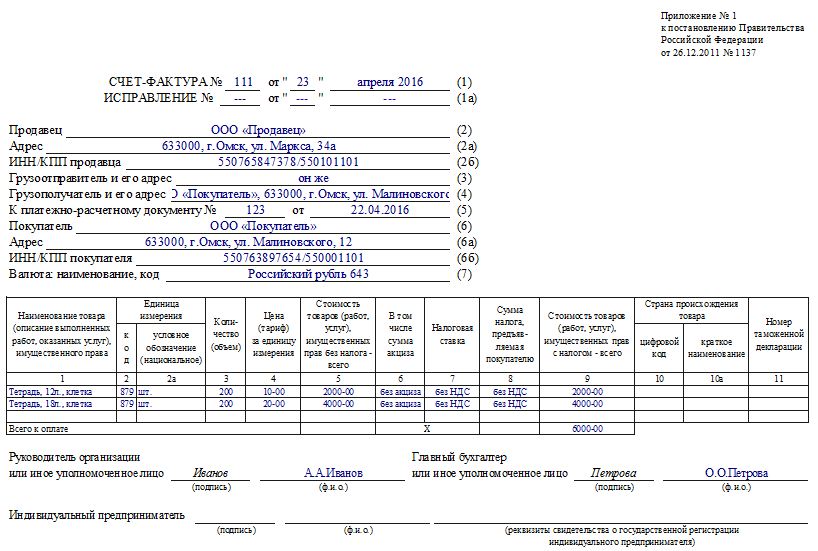 Приложение № 1
к постановлению Правительства
Российской Федерации
от 26.12.2011 № 1137
СЧЕТ-ФАКТУРА № 111 от " 23 " апреля 2016 (1)
ИСПРАВЛЕНИЕ № --- от " --- " --- (1а)
Продавец ООО «Продавец» (2)
Адрес 633000, г.Омск, ул. Маркса, 34а (2а)
ИНН/КПП продавца 550765847378/550101101 (2б)
Грузоотправитель и его адрес он же (3)
Грузополучатель и его адрес О «Покупатель», 633000, г.Омск, ул. Малиновского (4)
К платежно-расчетному документу № 123 от 22.04.2016 (5)
Покупатель ООО «Покупатель» (6)
Адрес 633000, г.Омск, ул. Малиновского, 12 (6а)
ИНН/КПП покупателя 550763897654/550001101 (6б)
Валюта: наименование, код Российский рубль 643 (7)
Наименование товара (описание выполненных работ, оказанных услуг), имущественного права
Единица измерения
код
условное обозначение (национальное)
Коли-чество (объем)
Цена (тариф) за единицу измерения
Стоимость товаров (работ, услуг), имущественных прав без налога - всего
В том числе сумма акциза
Налоговая ставка
Сумма налога, предъяв-ляемая покупателю
Стоимость товаров (работ, услуг), имущественных прав с налогом - всего
Страна происхождения товара
цифровой код
краткое наименование
Номер таможенной декларации
1 2 2а 3 4 5 6 7 8 9 10 10а 11
Тетрадь, 12л., клетка 879 шт. 200 10-00 2000-00 без акциза без НДС без НДС 2000-00
Тетрадь, 18л., клетка 879 шт. 200 20-00 4000-00 без акциза без НДС без НДС 4000-00
Всего к оплате Х 6000-00
Руководитель организации Главный бухгалтер
или иное уполномоченное лицо Иванов А.А.Иванов или иное уполномоченное лицо Петрова О.О.Петрова
(подпись) (ф.и.о.) (подпись) (ф.и.о.)
Индивидуальный предприниматель
(подпись) (ф.и.о.) (реквизиты свидетельства о государственной регистрации
индивидуального предпринимателя)